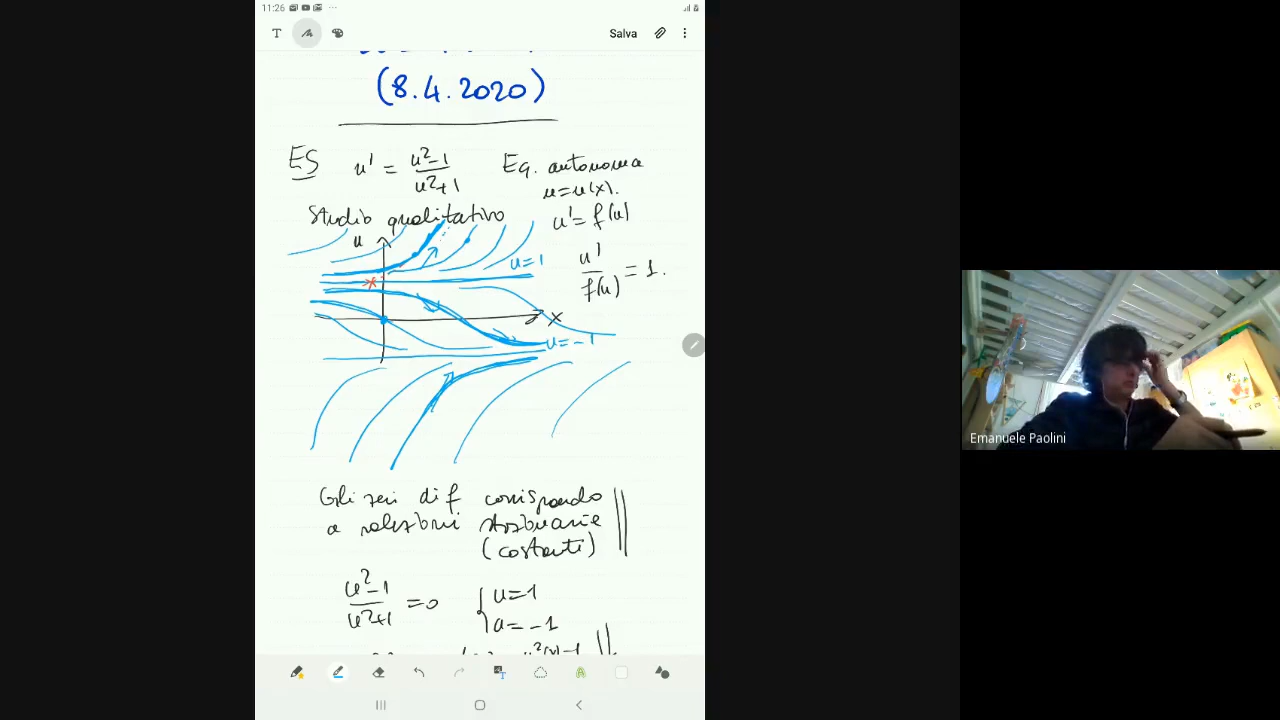 11:26
T
Salva
(8.4.2020)
ES u' = u²-1/u²+1 Eq. autonoma
u=u(x).
Studio qualitativo u' = f(u)
u
u=1
u'/f(u) = 1.
x
u=-1
Gli zeri di f corrispondo
a soluzioni stazionarie
(costanti)
u²-1/u²+1 =0 { u=1
u=-1
Emanuele Paolini